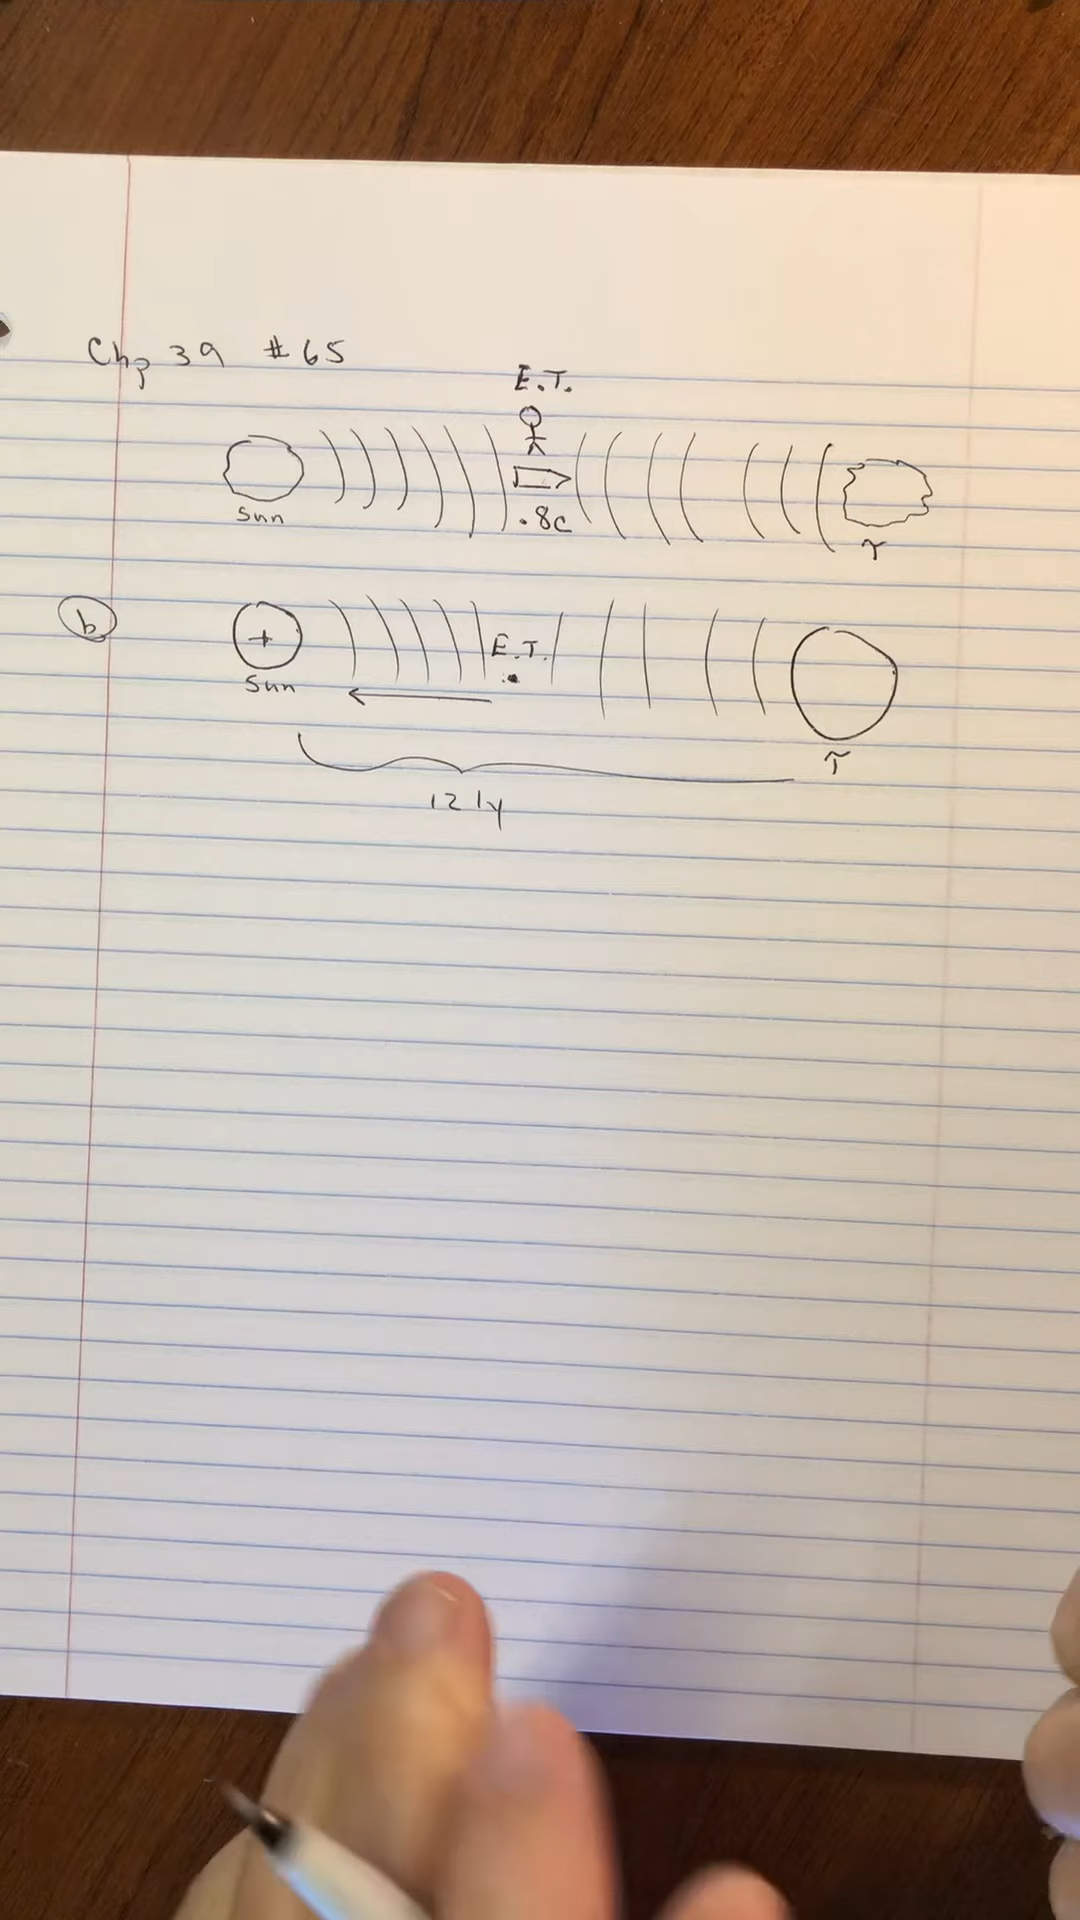 Chp 39 #65
E.T.
.8c
Sun
τ
b
E.T.
Sun
τ
12 ly